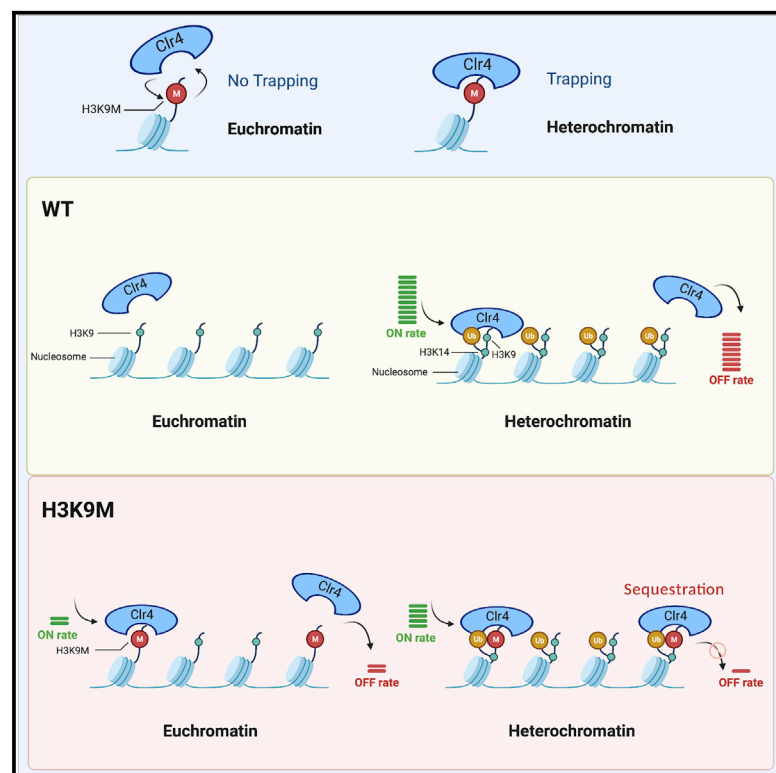 Clr4
No Trapping
M
H3K9M
Euchromatin
Clr4
Trapping
M
Heterochromatin
WT
Clr4
H3K9
Nucleosome
Euchromatin
ON rate
Clr4
Ub
Ub
Ub
Ub
H3K14
H3K9
Nucleosome
Clr4
OFF rate
Heterochromatin
H3K9M
ON rate
Clr4
M
H3K9M
Clr4
M
OFF rate
Euchromatin
ON rate
Clr4
Ub
M
Ub
Ub
Sequestration
Clr4
Ub
M
OFF rate
Heterochromatin